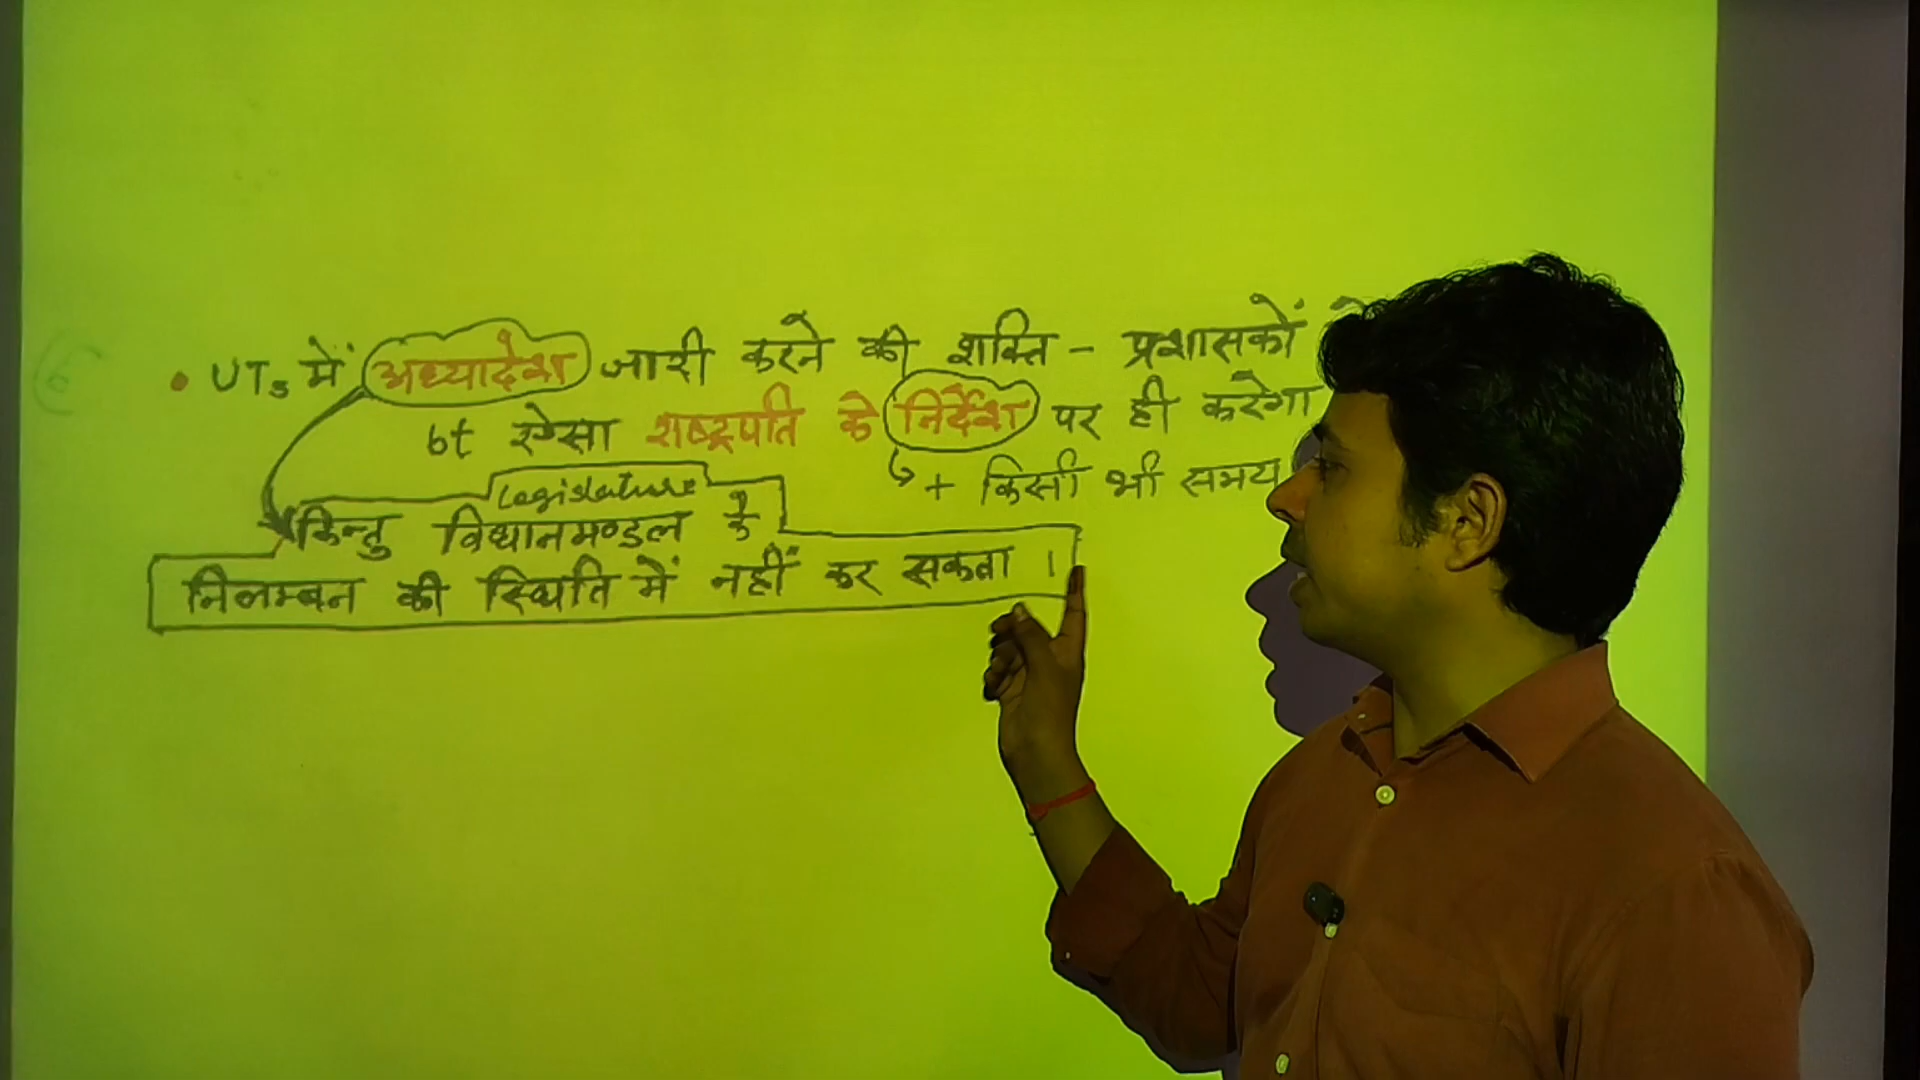 • UTs में अध्यादेश जारी करने की शक्ति - प्रशासकों
bt ऐसा राष्ट्रपति के निर्देश पर ही करेगा
↳ + किसी भी समय
Legislature
किन्तु विधानमण्डल के
निलम्बन की स्थिति में नहीं कर सकता ।